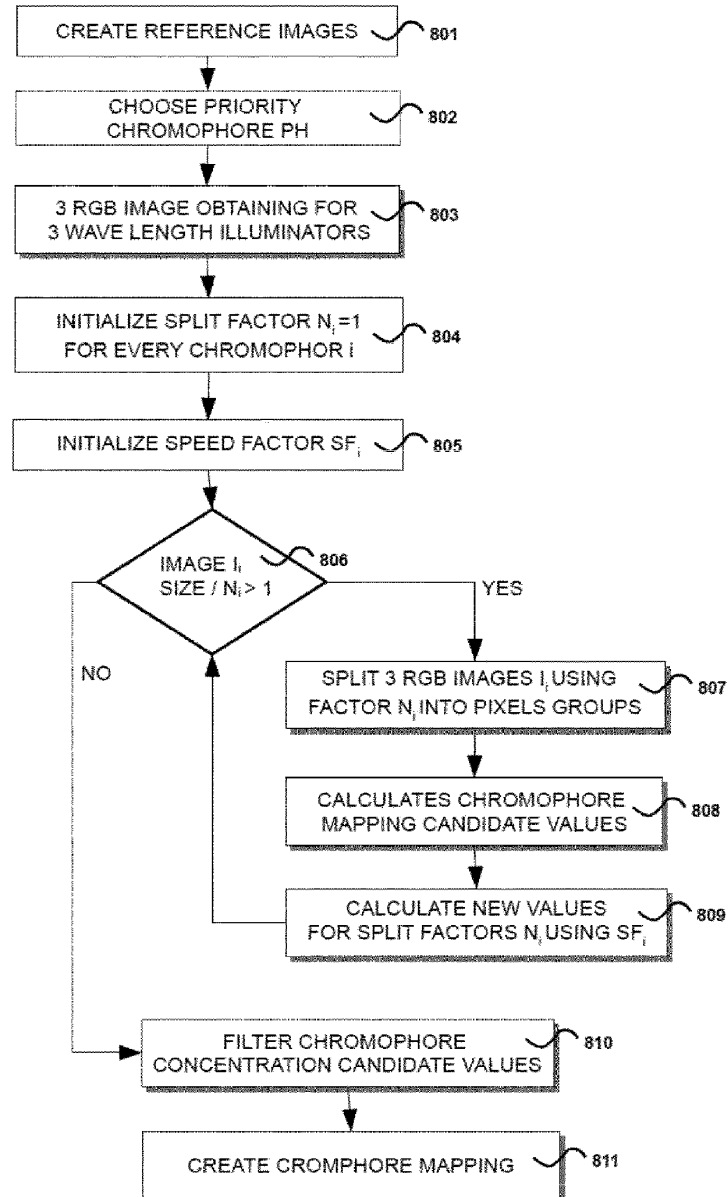 CREATE REFERENCE IMAGES
801
CHOOSE PRIORITY
CHROMOPHORE PH
802
3 RGB IMAGE OBTAINING FOR
3 WAVE LENGTH ILLUMINATORS
803
INITIALIZE SPLIT FACTOR Nᵢ=1
FOR EVERY CHROMOPHOR i
804
INITIALIZE SPEED FACTOR SFᵢ
805
IMAGE Iᵢ
SIZE / Nᵢ > 1
806
YES
NO
SPLIT 3 RGB IMAGES Iᵢ USING
FACTOR Nᵢ INTO PIXELS GROUPS
807
CALCULATES CHROMOPHORE
MAPPING CANDIDATE VALUES
808
CALCULATE NEW VALUES
FOR SPLIT FACTORS Nᵢ USING SFᵢ
809
FILTER CHROMOPHORE
CONCENTRATION CANDIDATE VALUES
810
CREATE CROMPHORE MAPPING
811